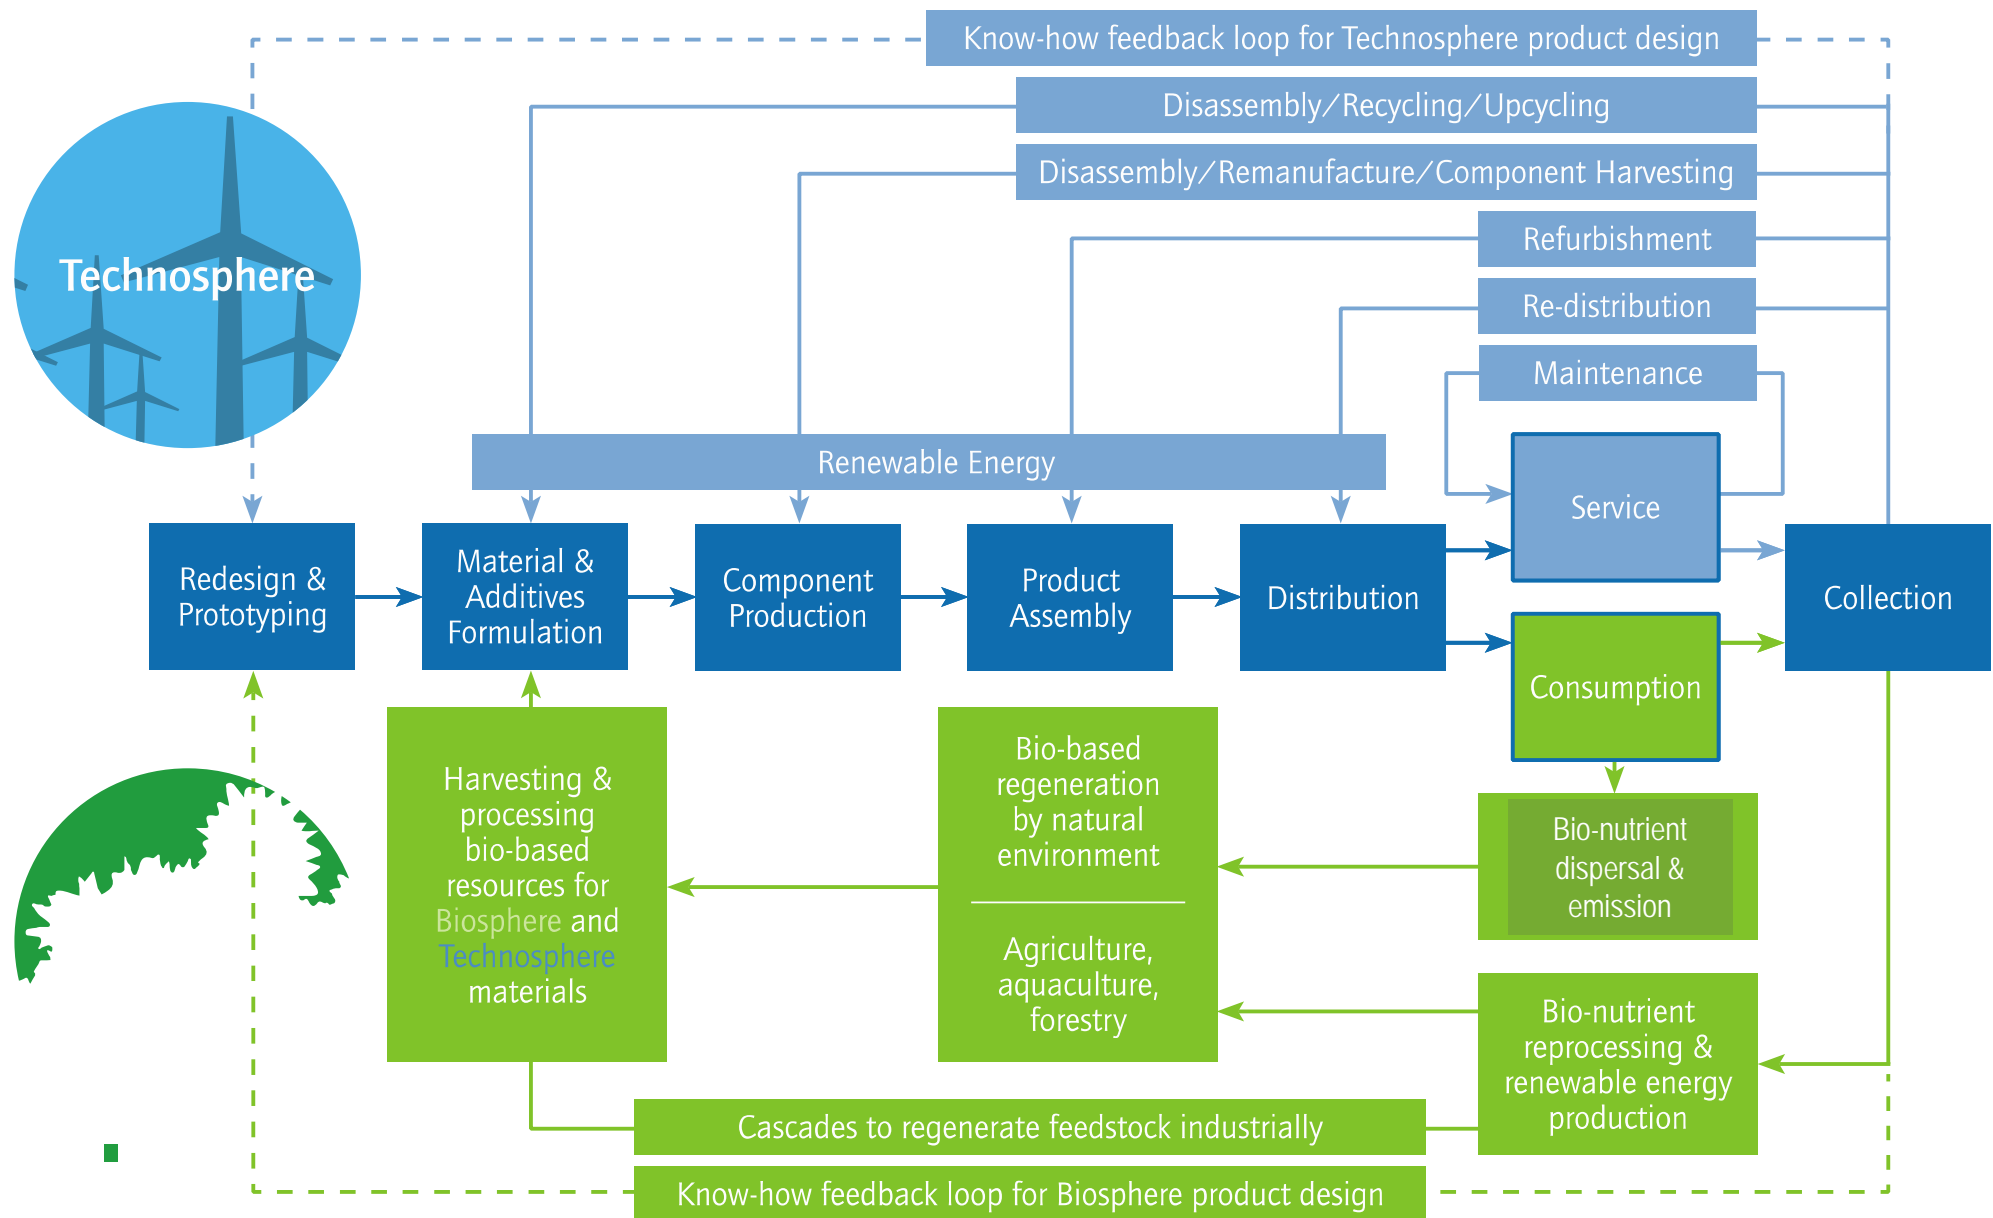 Know-how feedback loop for Technosphere product design
Disassembly/Recycling/Upcycling
Disassembly/Remanufacture/Component Harvesting
Refurbishment
Technosphere
Re-distribution
Maintenance
Renewable Energy
Service
Redesign &
Prototyping
Material &
Additives
Formulation
Component
Production
Product
Assembly
Distribution
Collection
Consumption
Harvesting &
processing
bio-based
resources for
Biosphere and
Technosphere
materials
Bio-based
regeneration
by natural
environment
Agriculture,
aquaculture,
forestry
Bio-nutrient
dispersal &
emission
Bio-nutrient
reprocessing &
renewable energy
production
Cascades to regenerate feedstock industrially
Know-how feedback loop for Biosphere product design